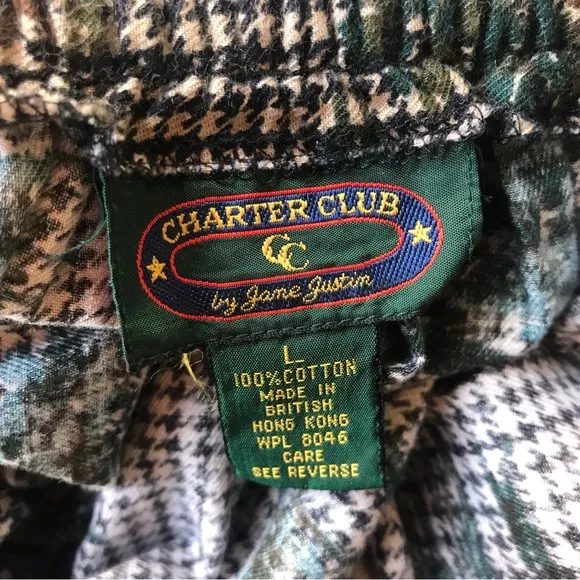 CHARTER CLUB
CC
by Jane Justin
L
100% COTTON
MADE IN
BRITISH
HONG KONG
WPL 8046
CARE
SEE REVERSE